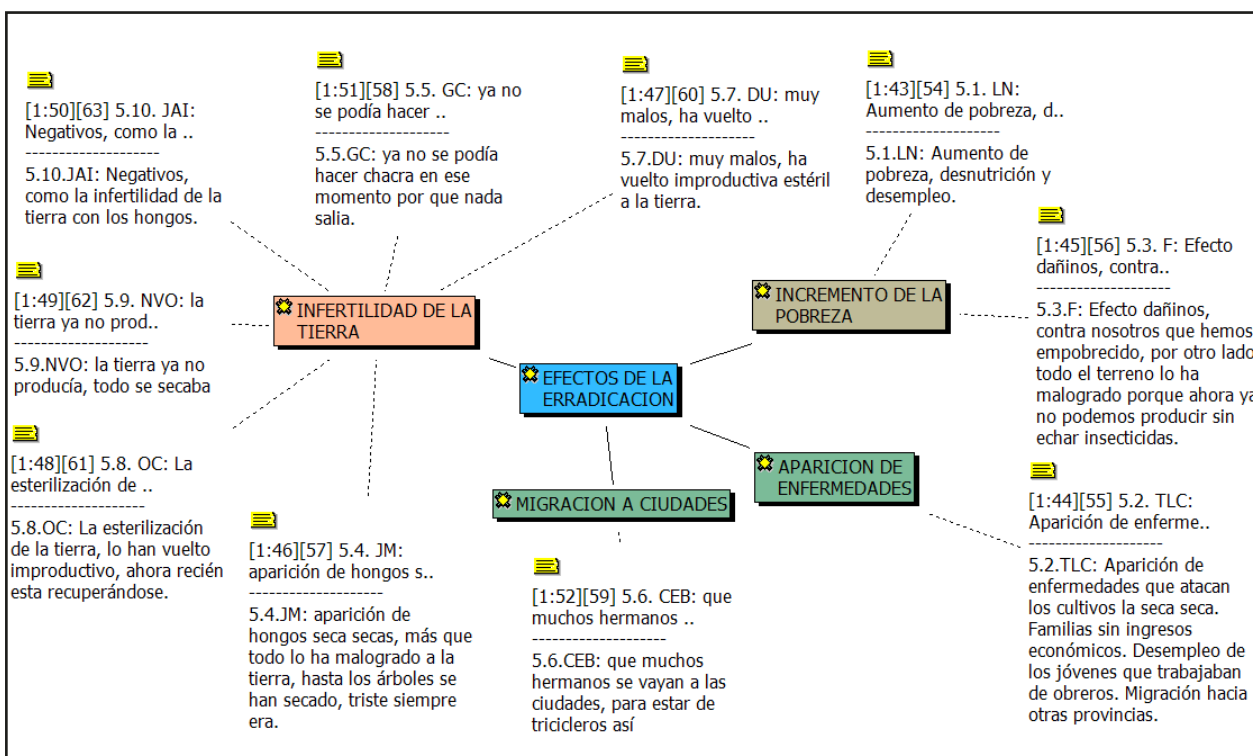 [1:50][63] 5.10. JAI:
Negativos, como la ..
--------------------
5.10.JAI: Negativos,
como la infertilidad de la
tierra con los hongos.
[1:51][58] 5.5. GC: ya no
se podía hacer ..
--------------------
5.5.GC: ya no se podía
hacer chacra en ese
momento por que nada
salia.
[1:47][60] 5.7. DU: muy
malos, ha vuelto ..
--------------------
5.7.DU: muy malos, ha
vuelto improductiva estéril
a la tierra.
[1:43][54] 5.1. LN:
Aumento de pobreza, d..
--------------------
5.1.LN: Aumento de
pobreza, desnutrición y
desempleo.
[1:45][56] 5.3. F: Efecto
dañinos, contra..
--------------------
5.3.F: Efecto dañinos,
contra nosotros que hemos
empobrecido, por otro lado
todo el terreno lo ha
malogrado porque ahora ya
no podemos producir sin
echar insecticidas.
[1:49][62] 5.9. NVO: la
tierra ya no prod..
--------------------
5.9.NVO: la tierra ya no
producía, todo se secaba
INFERTILIDAD DE LA
TIERRA
INCREMENTO DE LA
POBREZA
EFECTOS DE LA
ERRADICACION
APARICION DE
ENFERMEDADES
MIGRACION A CIUDADES
[1:48][61] 5.8. OC: La
esterilización de ..
--------------------
5.8.OC: La esterilización
de la tierra, lo han vuelto
improductivo, ahora recién
esta recuperándose.
[1:46][57] 5.4. JM:
aparición de hongos s..
--------------------
5.4.JM: aparición de
hongos seca secas, más que
todo lo ha malogrado a la
tierra, hasta los árboles se
han secado, triste siempre
era.
[1:52][59] 5.6. CEB: que
muchos hermanos ..
--------------------
5.6.CEB: que muchos
hermanos se vayan a las
ciudades, para estar de
tricicleros así
[1:44][55] 5.2. TLC:
Aparición de enferme..
--------------------
5.2.TLC: Aparición de
enfermedades que atacan
los cultivos la seca seca.
Familias sin ingresos
económicos. Desempleo de
los jóvenes que trabajaban
de obreros. Migración hacia
otras provincias.